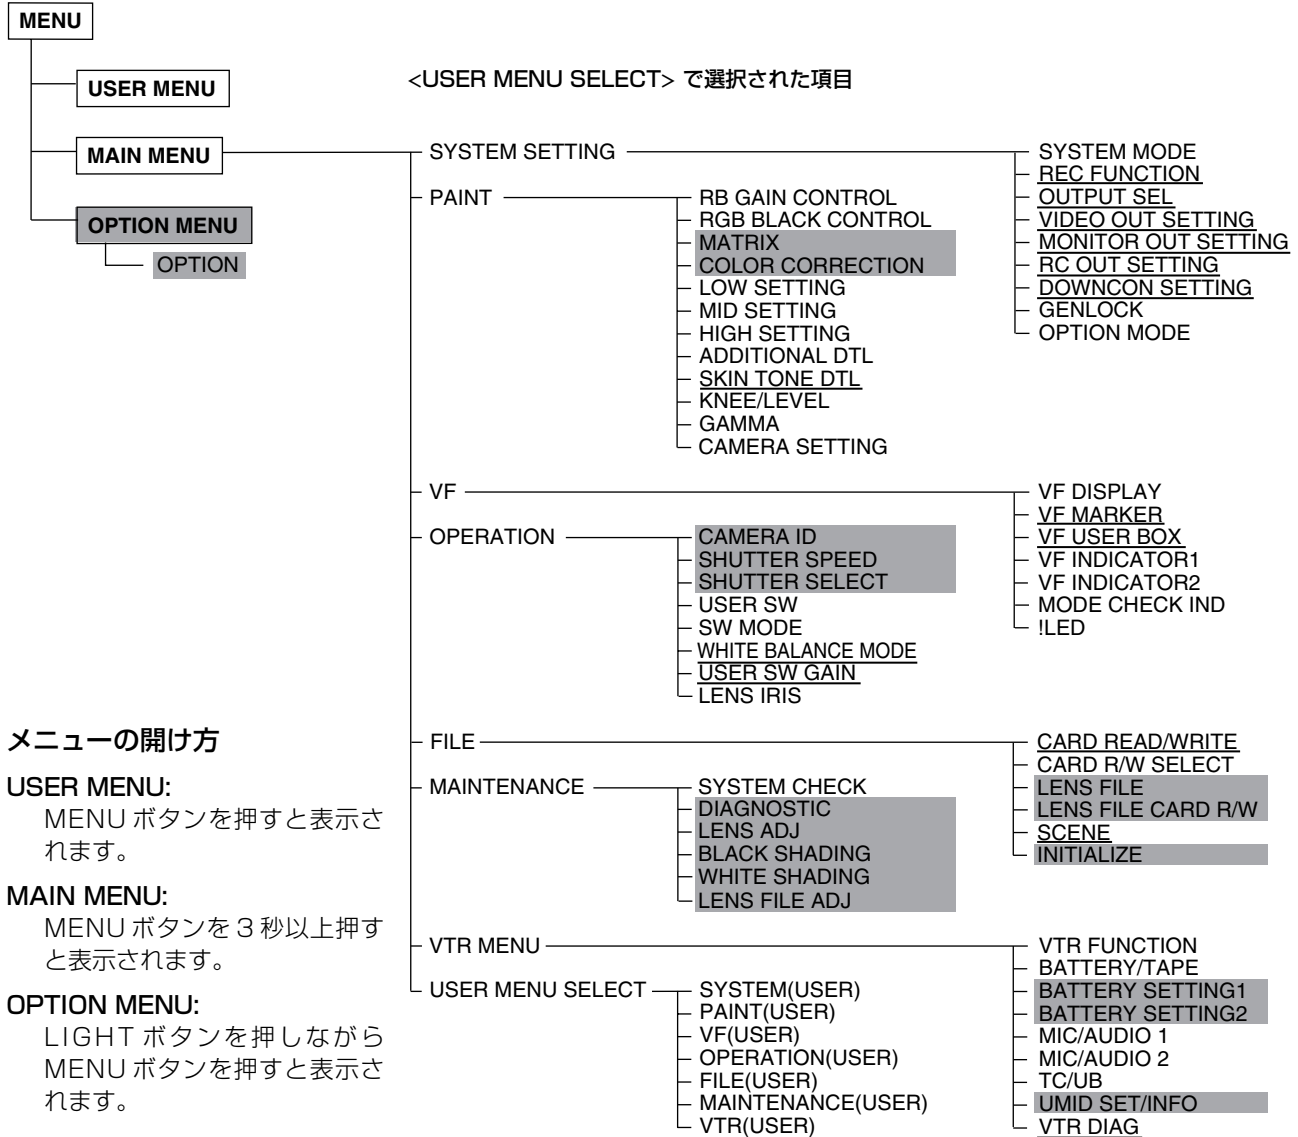 MENU
USER MENU
<USER MENU SELECT> で選択された項目
MAIN MENU
OPTION MENU
OPTION
SYSTEM SETTING
SYSTEM MODE
REC FUNCTION
OUTPUT SEL
VIDEO OUT SETTING
MONITOR OUT SETTING
RC OUT SETTING
DOWNCON SETTING
GENLOCK
OPTION MODE
PAINT
RB GAIN CONTROL
RGB BLACK CONTROL
MATRIX
COLOR CORRECTION
LOW SETTING
MID SETTING
HIGH SETTING
ADDITIONAL DTL
SKIN TONE DTL
KNEE/LEVEL
GAMMA
CAMERA SETTING
VF
VF DISPLAY
VF MARKER
VF USER BOX
VF INDICATOR1
VF INDICATOR2
MODE CHECK IND
!LED
OPERATION
CAMERA ID
SHUTTER SPEED
SHUTTER SELECT
USER SW
SW MODE
WHITE BALANCE MODE
USER SW GAIN
LENS IRIS
FILE
CARD READ/WRITE
CARD R/W SELECT
LENS FILE
LENS FILE CARD R/W
SCENE
INITIALIZE
MAINTENANCE
SYSTEM CHECK
DIAGNOSTIC
LENS ADJ
BLACK SHADING
WHITE SHADING
LENS FILE ADJ
VTR MENU
VTR FUNCTION
BATTERY/TAPE
BATTERY SETTING1
BATTERY SETTING2
MIC/AUDIO 1
MIC/AUDIO 2
TC/UB
UMID SET/INFO
VTR DIAG
USER MENU SELECT
SYSTEM(USER)
PAINT(USER)
VF(USER)
OPERATION(USER)
FILE(USER)
MAINTENANCE(USER)
VTR(USER)
メニューの開け方
USER MENU:
MENU ボタンを押すと表示さ
れます。
MAIN MENU:
MENU ボタンを 3 秒以上押す
と表示されます。
OPTION MENU:
LIGHT ボタンを押しながら
MENU ボタンを押すと表示さ
れます。